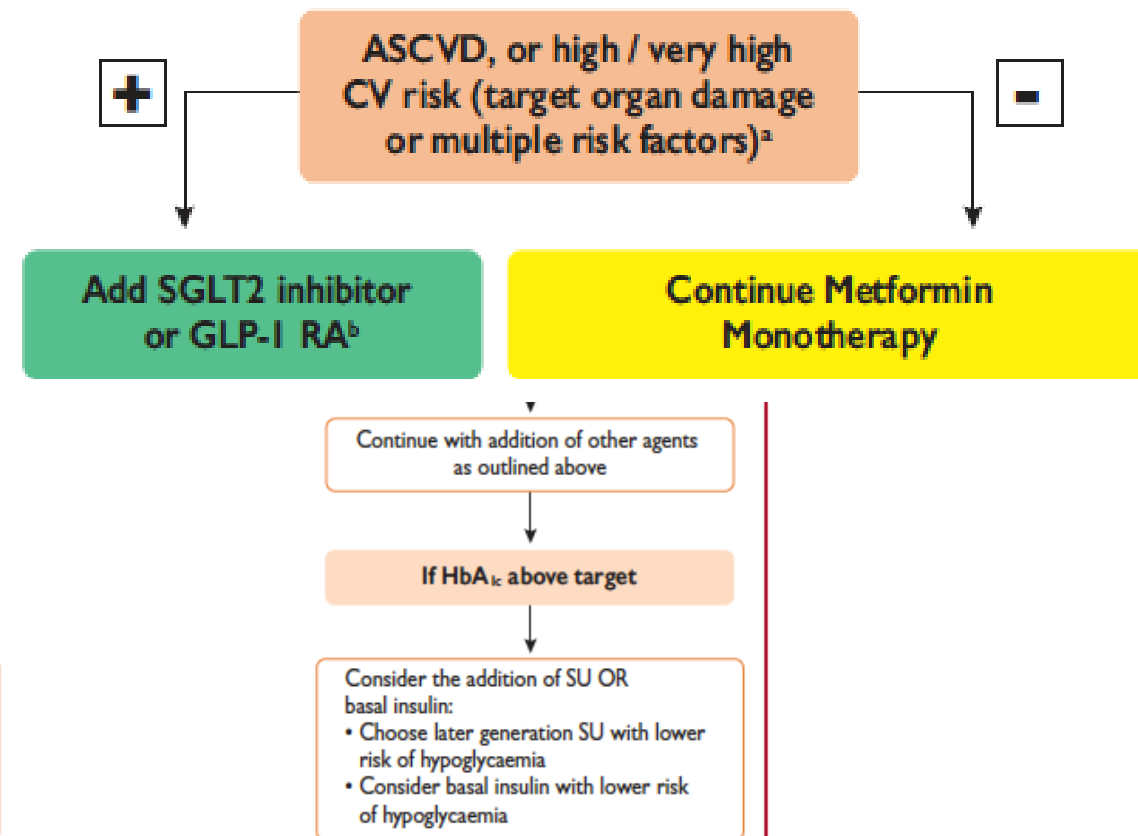 ASCVD, or high / very high
CV risk (target organ damage
or multiple risk factors)ᵃ
+
-
Add SGLT2 inhibitor
or GLP-1 RAᵇ
Continue Metformin
Monotherapy
Continue with addition of other agents
as outlined above
If HbA₁c above target
Consider the addition of SU OR
basal insulin:
• Choose later generation SU with lower
risk of hypoglycaemia
• Consider basal insulin with lower risk
of hypoglycaemia